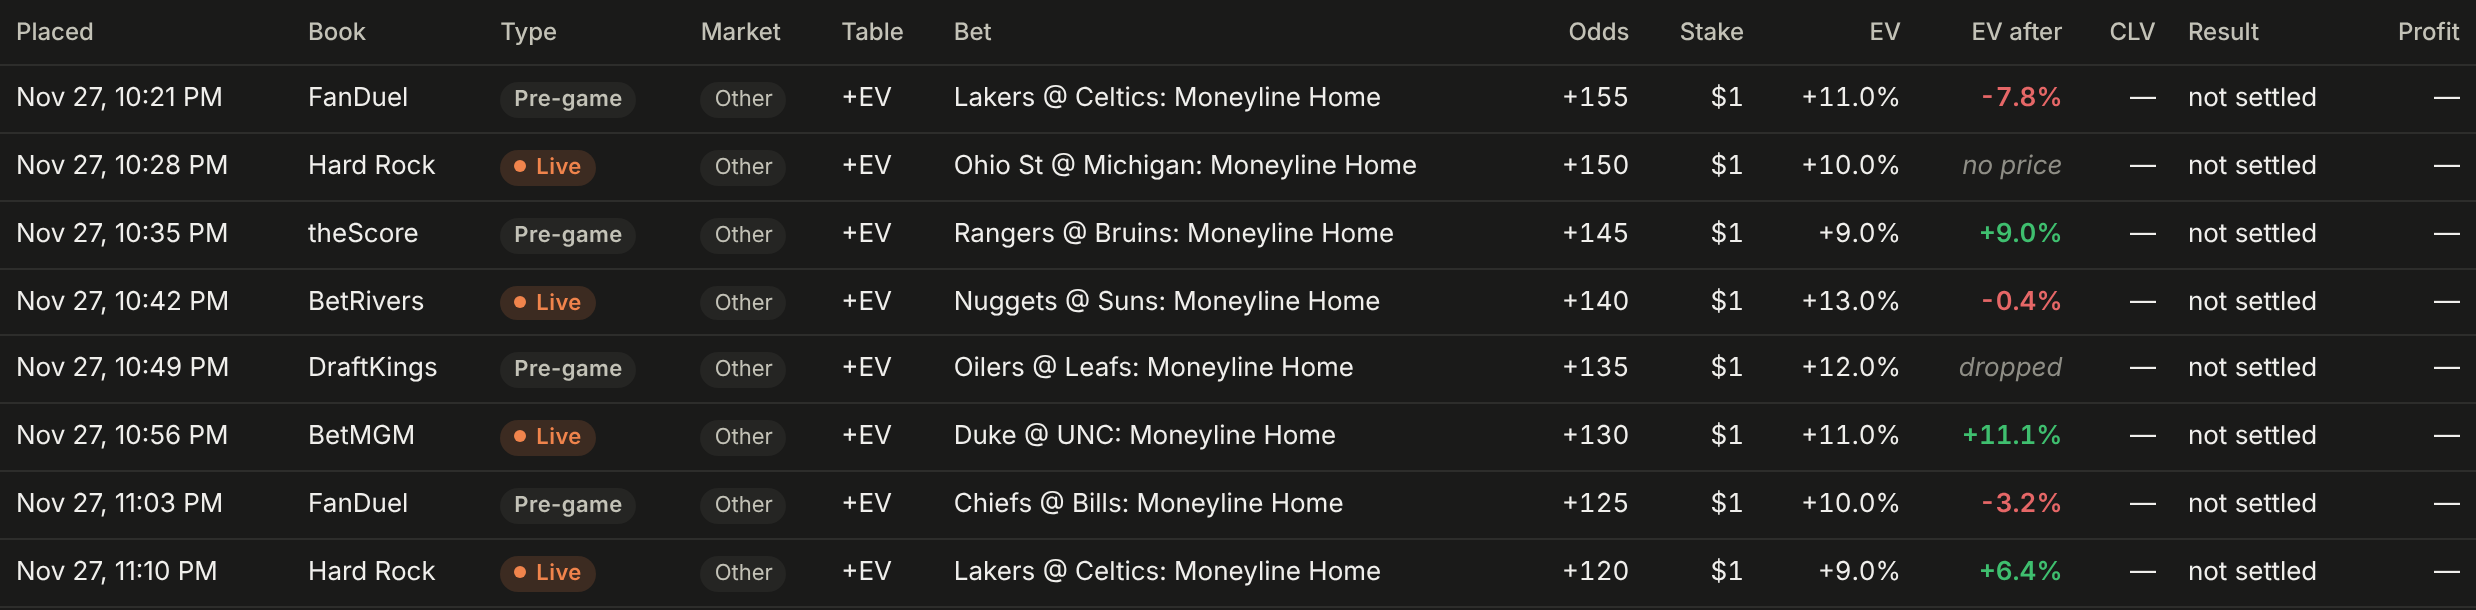 Placed Book Type Market Table Bet Odds Stake EV EV after CLV Result Profit
Nov 27, 10:21 PM FanDuel Pre-game Other +EV Lakers @ Celtics: Moneyline Home +155 $1 +11.0% -7.8% — not settled —
Nov 27, 10:28 PM Hard Rock Live Other +EV Ohio St @ Michigan: Moneyline Home +150 $1 +10.0% no price — not settled —
Nov 27, 10:35 PM theScore Pre-game Other +EV Rangers @ Bruins: Moneyline Home +145 $1 +9.0% +9.0% — not settled —
Nov 27, 10:42 PM BetRivers Live Other +EV Nuggets @ Suns: Moneyline Home +140 $1 +13.0% -0.4% — not settled —
Nov 27, 10:49 PM DraftKings Pre-game Other +EV Oilers @ Leafs: Moneyline Home +135 $1 +12.0% dropped — not settled —
Nov 27, 10:56 PM BetMGM Live Other +EV Duke @ UNC: Moneyline Home +130 $1 +11.0% +11.1% — not settled —
Nov 27, 11:03 PM FanDuel Pre-game Other +EV Chiefs @ Bills: Moneyline Home +125 $1 +10.0% -3.2% — not settled —
Nov 27, 11:10 PM Hard Rock Live Other +EV Lakers @ Celtics: Moneyline Home +120 $1 +9.0% +6.4% — not settled —